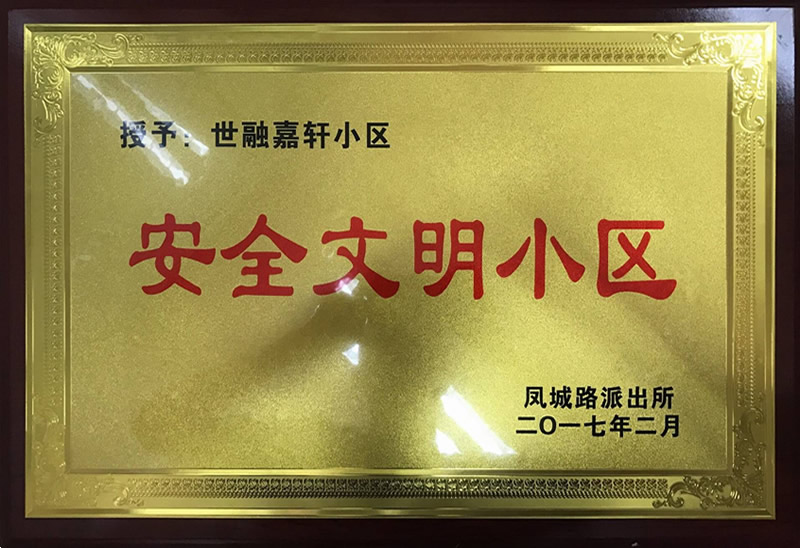 授予：世融嘉轩小区
安全文明小区
凤城路派出所
二O一七年二月